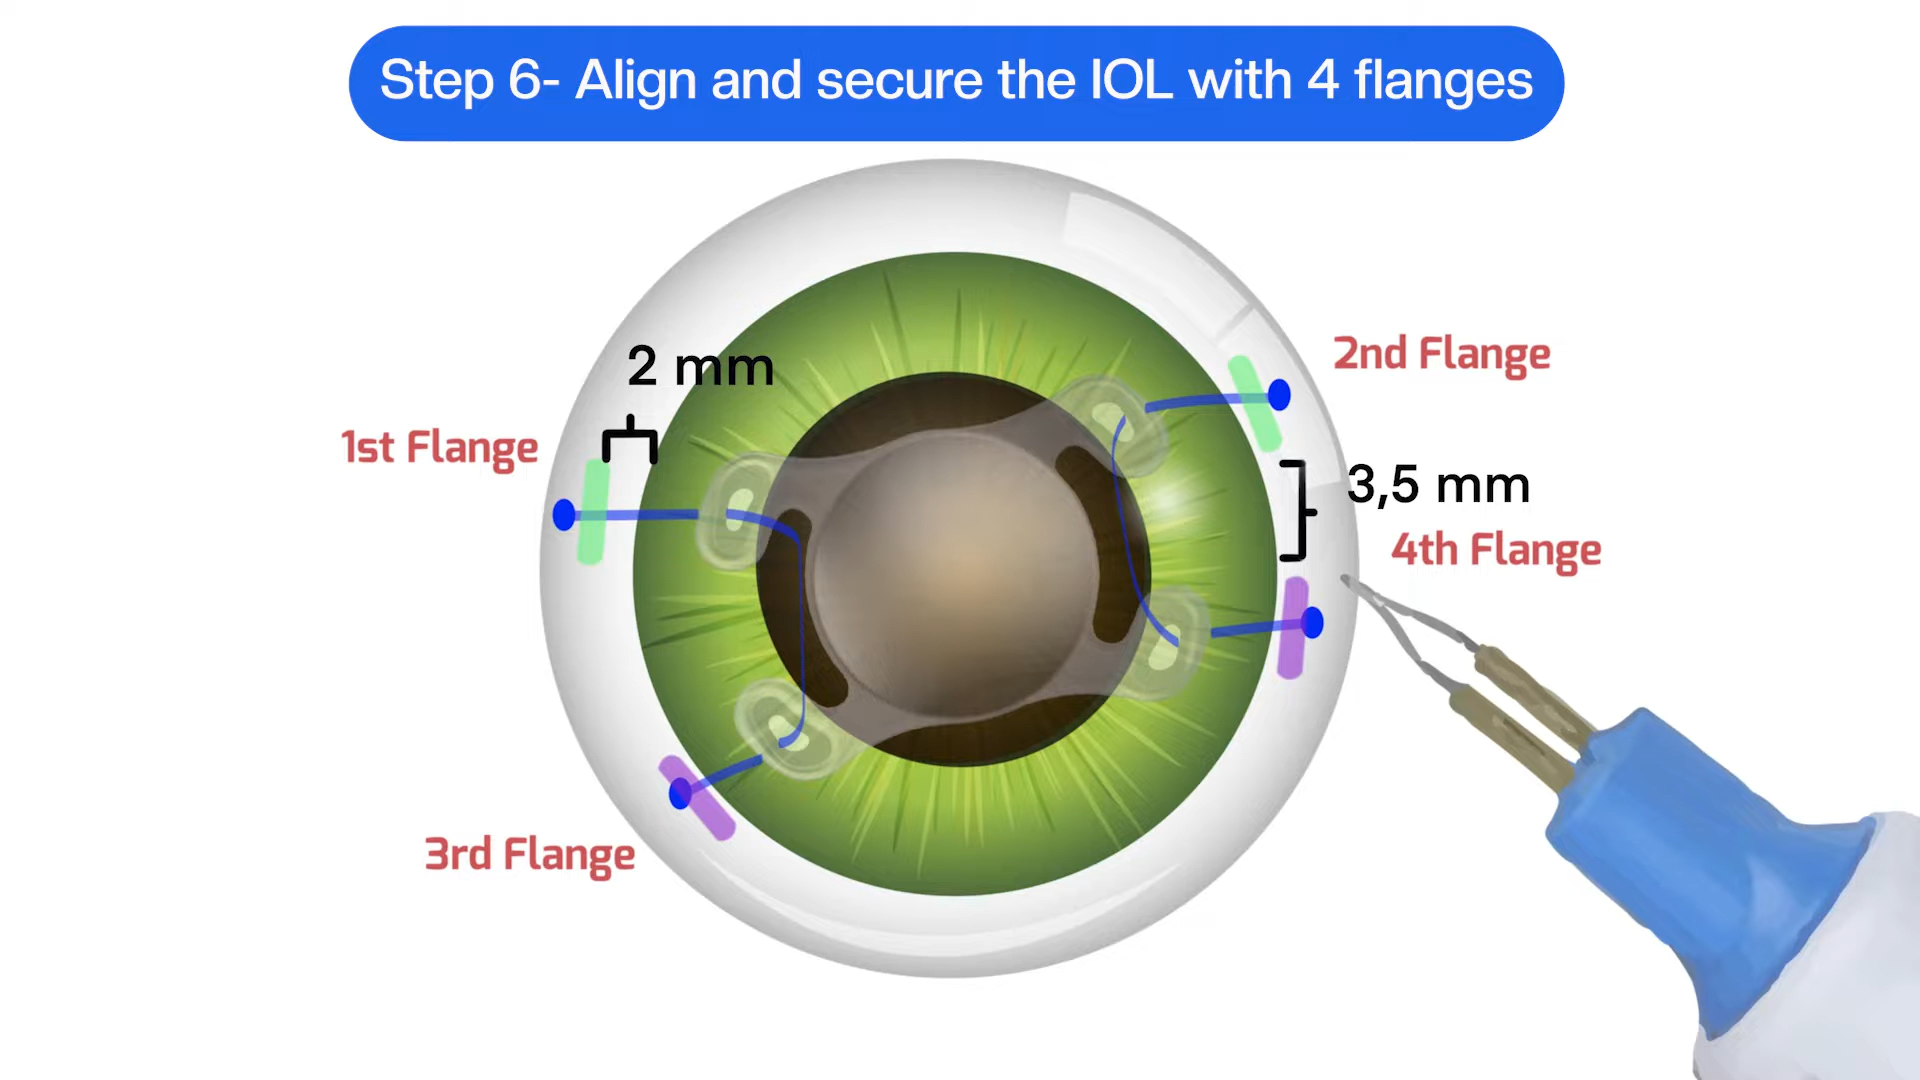 Step 6- Align and secure the IOL with 4 flanges
2nd Flange
2 mm
1st Flange
3,5 mm
4th Flange
3rd Flange